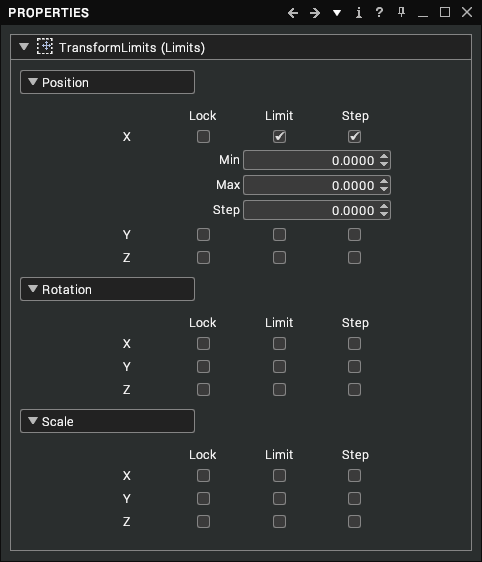 PROPERTIES
TransformLimits (Limits)
Position
Lock Limit Step
X
Min 0.0000
Max 0.0000
Step 0.0000
Y
Z
Rotation
Lock Limit Step
X
Y
Z
Scale
Lock Limit Step
X
Y
Z